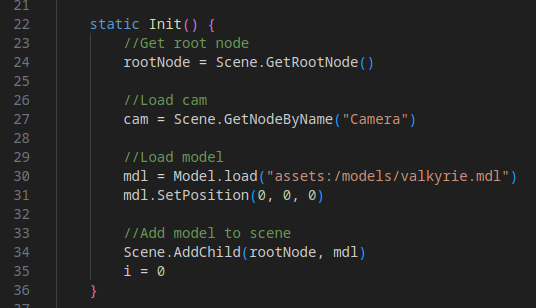 21
22 static Init() {
23 //Get root node
24 rootNode = Scene.GetRootNode()
25
26 //Load cam
27 cam = Scene.GetNodeByName("Camera")
28
29 //Load model
30 mdl = Model.load("assets:/models/valkyrie.mdl")
31 mdl.SetPosition(0, 0, 0)
32
33 //Add model to scene
34 Scene.AddChild(rootNode, mdl)
35 i = 0
36 }
37